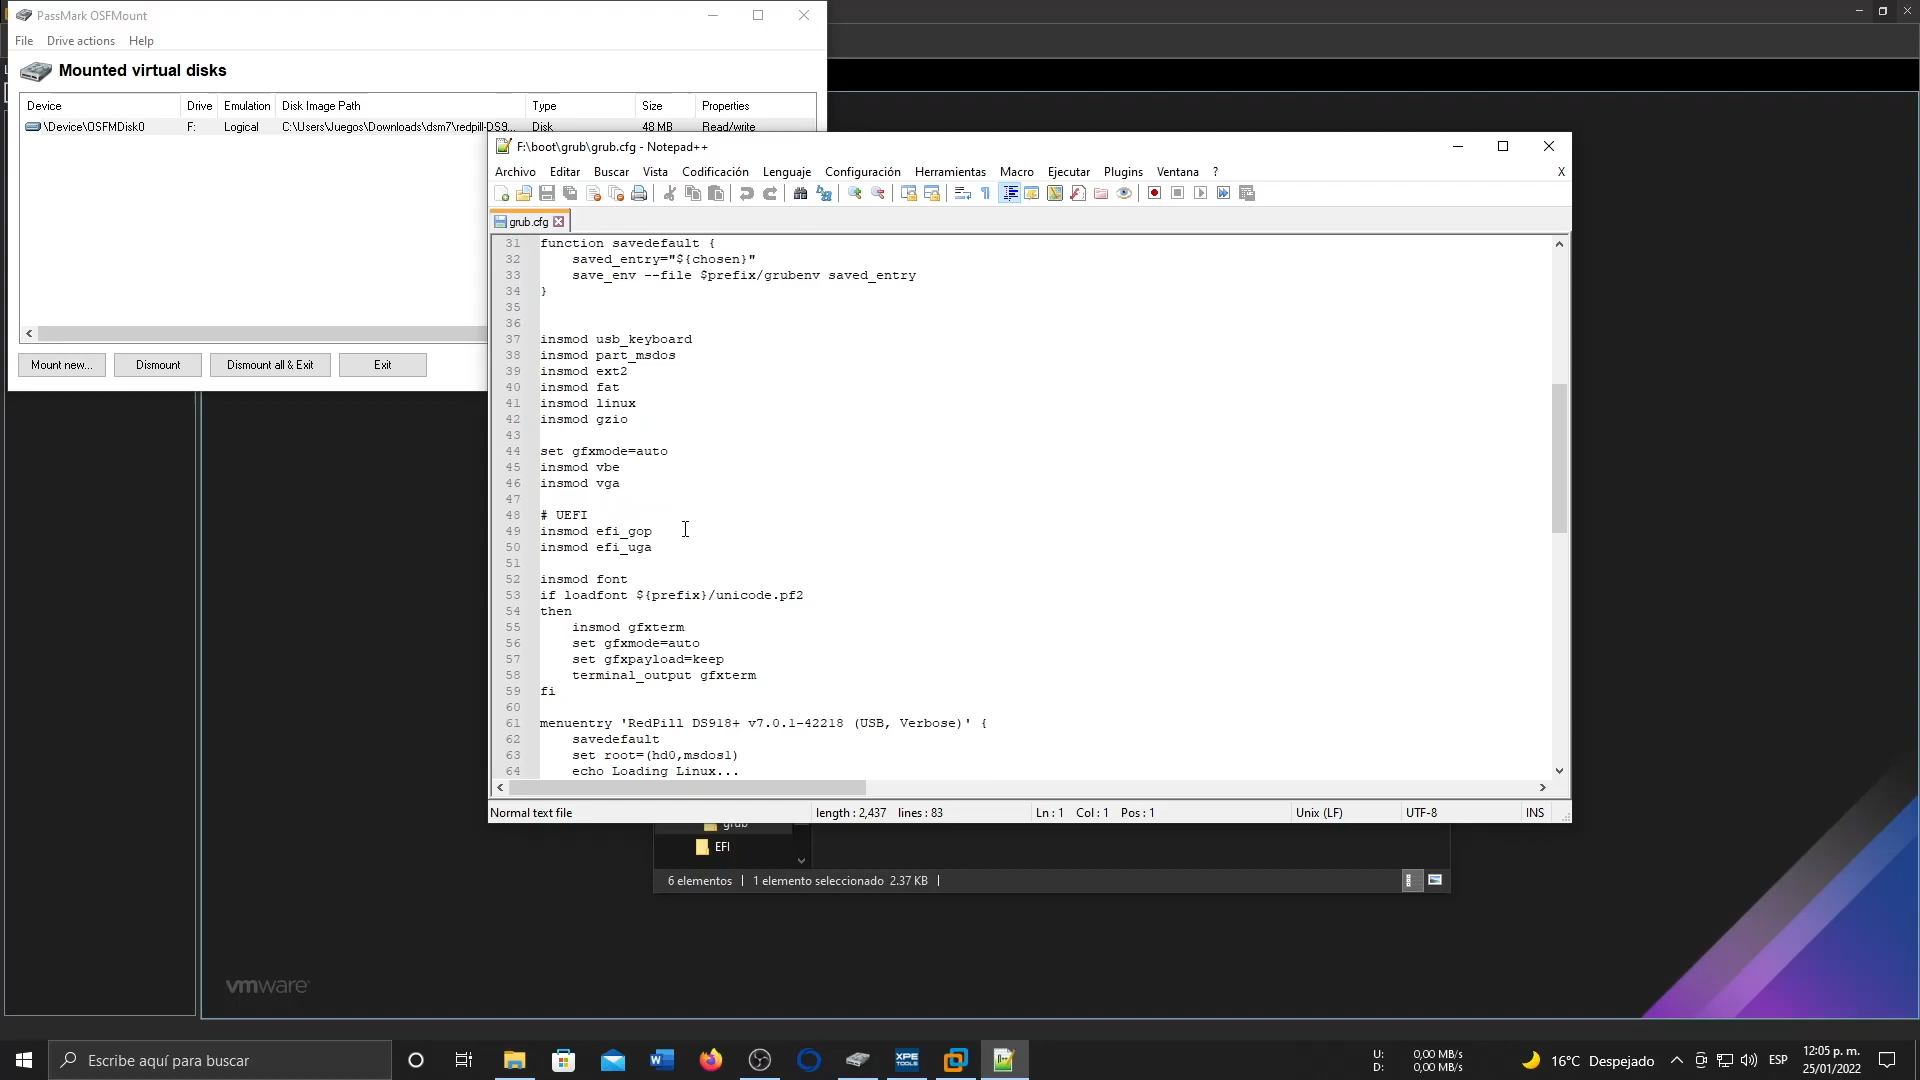 PassMark OSFMount
File Drive actions Help
Mounted virtual disks
Device Drive Emulation Disk Image Path Type Size Properties
\Device\OSFMDisk0 F: Logical C:\Users\Juegos\Downloads\dsm7\redpill-DS9... Disk 48 MB Read/write
Mount new... Dismount Dismount all & Exit Exit
F:\boot\grub\grub.cfg - Notepad++
Archivo Editar Buscar Vista Codificación Lenguaje Configuración Herramientas Macro Ejecutar Plugins Ventana ? X
grub.cfg
31 function savedefault {
32 saved_entry="${chosen}"
33 save_env --file $prefix/grubenv saved_entry
34 }
35
36
37 insmod usb_keyboard
38 insmod part_msdos
39 insmod ext2
40 insmod fat
41 insmod linux
42 insmod gzio
43
44 set gfxmode=auto
45 insmod vbe
46 insmod vga
47
48 # UEFI
49 insmod efi_gop
50 insmod efi_uga
51
52 insmod font
53 if loadfont ${prefix}/unicode.pf2
54 then
55 insmod gfxterm
56 set gfxmode=auto
57 set gfxpayload=keep
58 terminal_output gfxterm
59 fi
60
61 menuentry 'RedPill DS918+ v7.0.1-42218 (USB, Verbose)' {
62 savedefault
63 set root=(hd0,msdos1)
64 echo Loading Linux...
Normal text file length : 2,437 lines : 83 Ln : 1 Col : 1 Pos : 1 Unix (LF) UTF-8 INS
grub
EFI
6 elementos 1 elemento seleccionado 2.37 KB
vmware
Escribe aquí para buscar
XPE
TOOLS
U: 0,00 MB/s
D: 0,00 MB/s
16°C Despejado
ESP
12:05 p. m.
25/01/2022